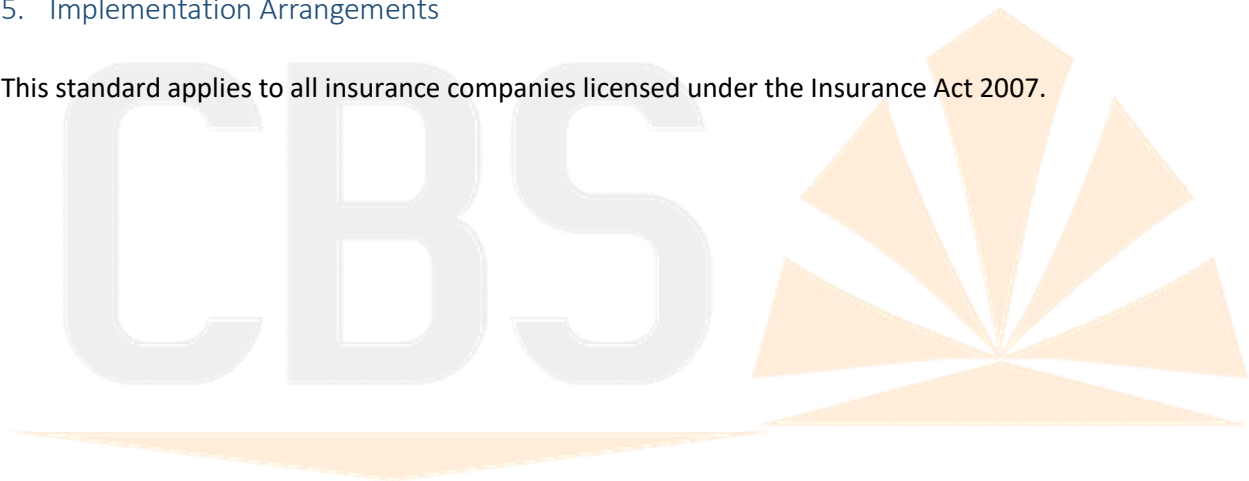 5. Implementation Arrangements
This standard applies to all insurance companies licensed under the Insurance Act 2007.
CBS